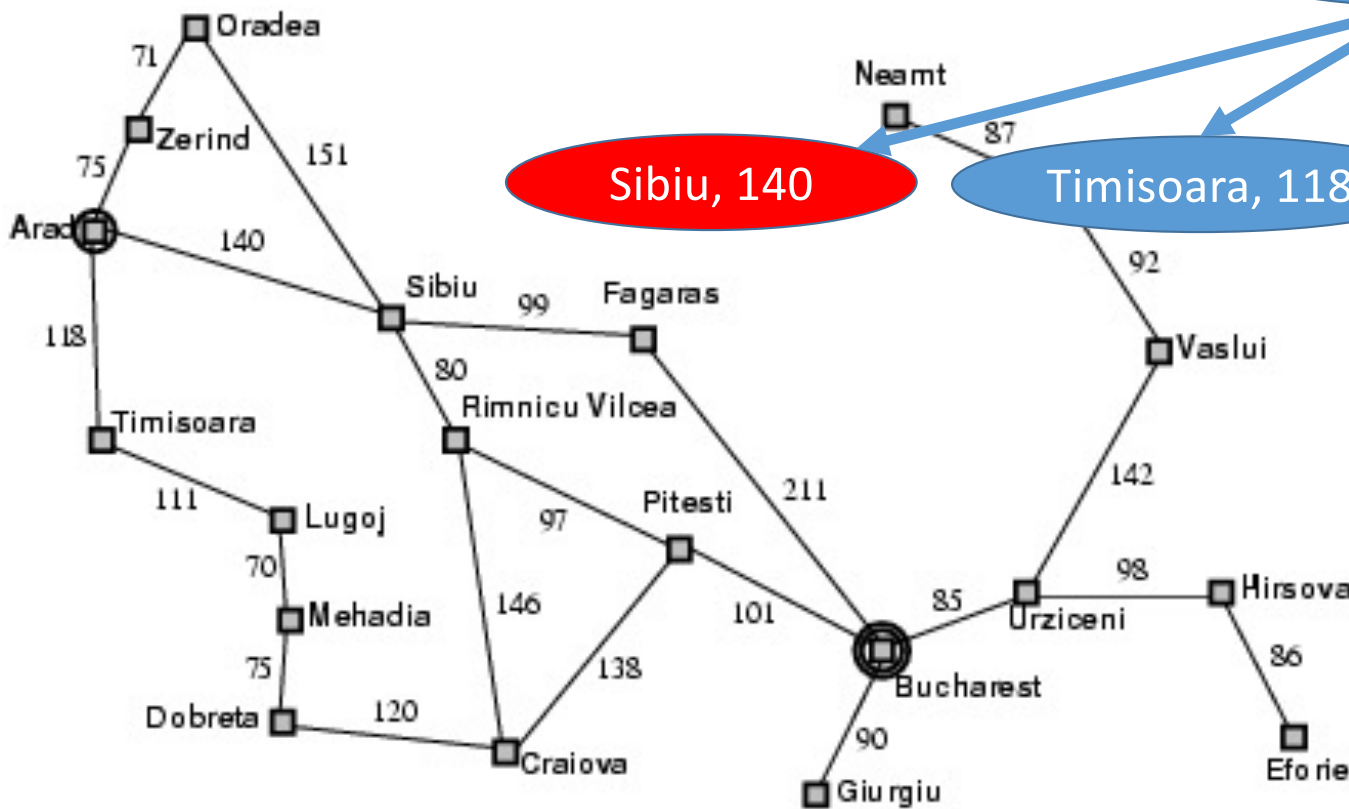 Oradea
71
Neamt
87
Zerind
75
151
Sibiu, 140
Timisoara, 118
Arad
140
92
Sibiu
99
Fagaras
118
Vaslui
80
Rimnicu Vilcea
Timisoara
142
111
211
Pitesti
Lugoj
97
70
98
Hirsova
146
101
85
Mehadia
Urziceni
138
86
75
Bucharest
Dobreta
120
90
Craiova
Eforie
Giurgiu